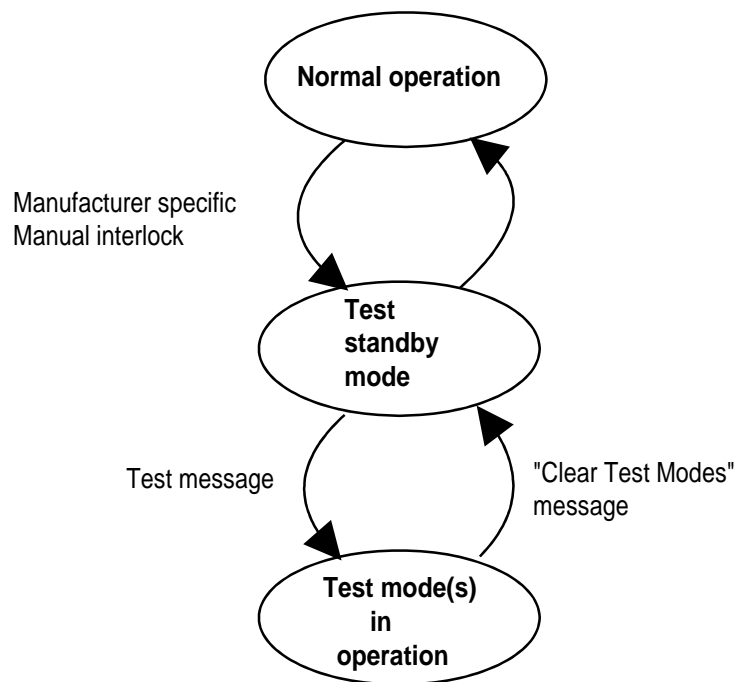 Normal operation
Manufacturer specific
Manual interlock
Test
standby
mode
Test message
"Clear Test Modes"
message
Test mode(s)
in
operation